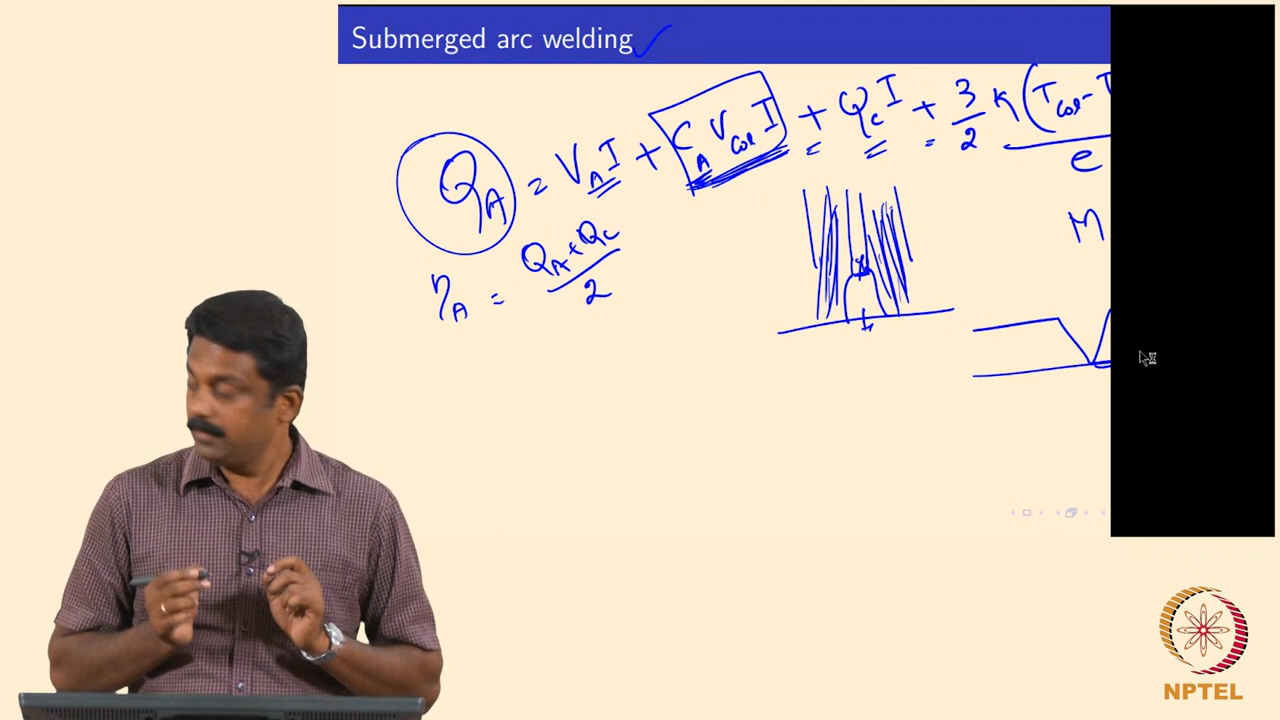 Submerged arc welding
Q_A = V_A I + C_A V_col I + Q_c I + 3/2 k (T_col - T
e
η_A = Q_A + Q_c / 2
M
NPTEL